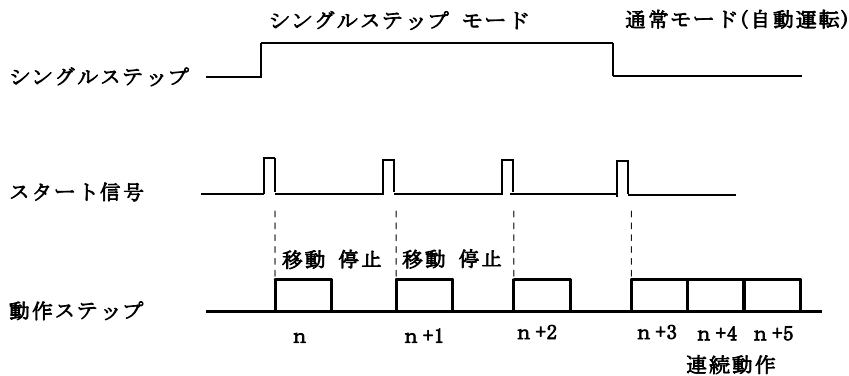 シングルステップ モード
通常モード(自動運転)
シングルステップ
スタート信号
移動 停止
移動 停止
動作ステップ
n
n+1
n+2
n+3
n+4
n+5
連続動作